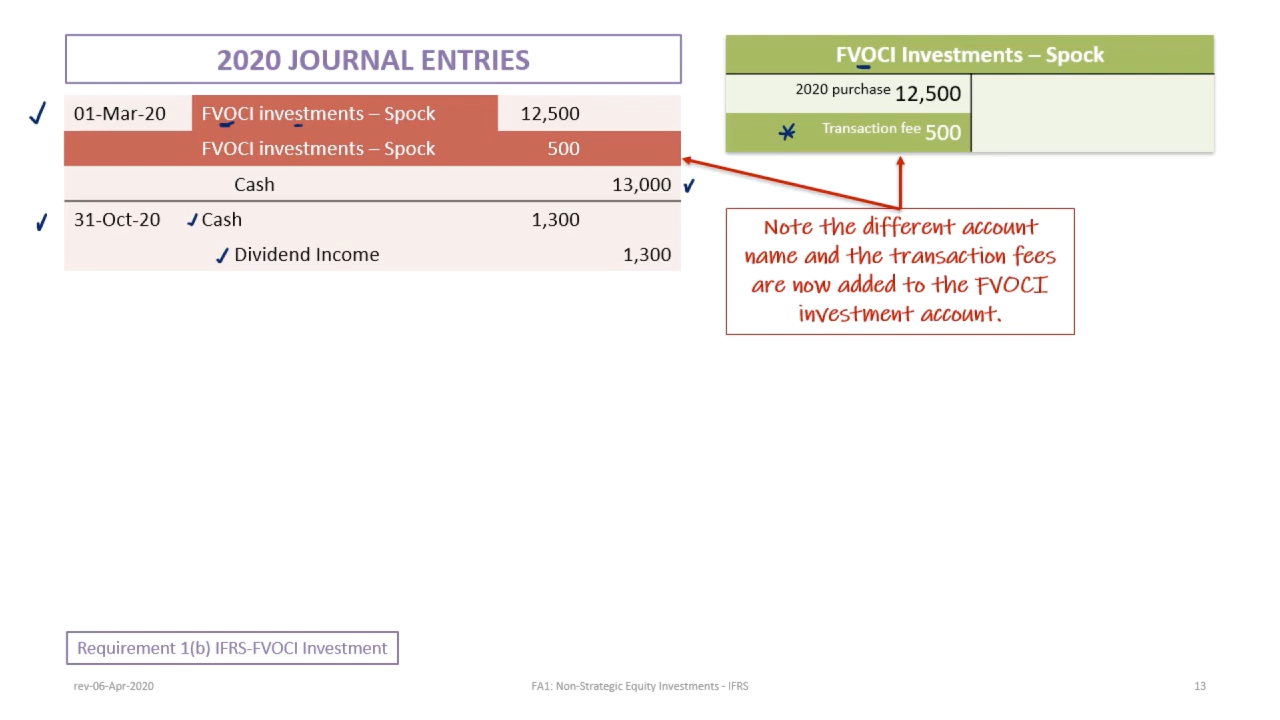 2020 JOURNAL ENTRIES
01-Mar-20 FVOCI investments – Spock 12,500
FVOCI investments – Spock 500
Cash 13,000
31-Oct-20 Cash 1,300
Dividend Income 1,300
FVOCI Investments – Spock
2020 purchase 12,500
Transaction fee 500
Note the different account
name and the transaction fees
are now added to the FVOCI
investment account.
Requirement 1(b) IFRS-FVOCI Investment
rev-06-Apr-2020 FA1: Non-Strategic Equity Investments - IFRS 13